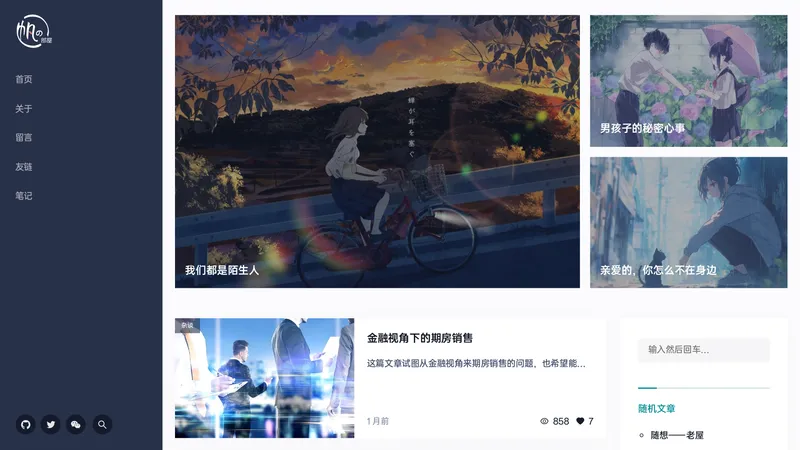 帆の
邻屋
首页
关于
留言
友链
笔记
蝉が耳を塞ぐ
我们都是陌生人
男孩子的秘密心事
亲爱的，你怎么不在身边
杂谈
金融视角下的期房销售
这篇文章试图从金融视角来期房销售的问题，也希望能...
1 月前
858
7
输入然后回车...
随机文章
随想——老屋